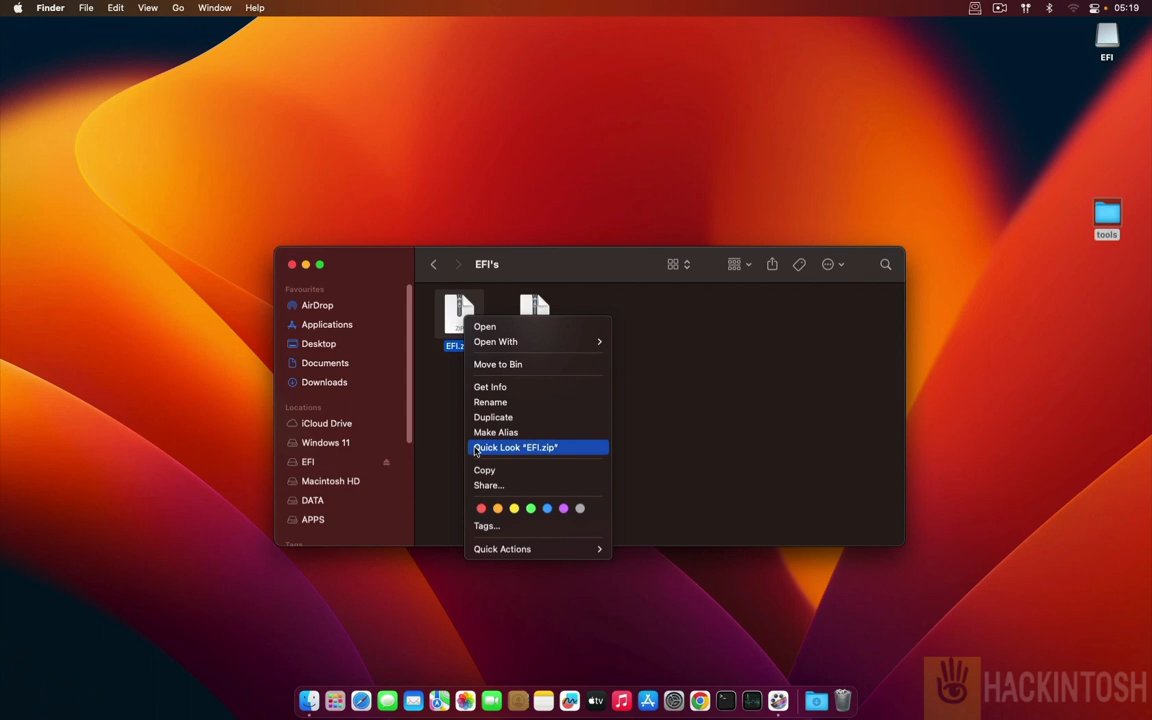 Finder File Edit View Go Window Help 05:19
EFI
tools
EFI's
Favourites
AirDrop
Applications
Desktop
Documents
Downloads
Locations
iCloud Drive
Windows 11
EFI
Macintosh HD
DATA
APPS
Open
Open With
Move to Bin
Get Info
Rename
Duplicate
Make Alias
Quick Look "EFI.zip"
Copy
Share...
Tags...
Quick Actions
HACKINTOSH